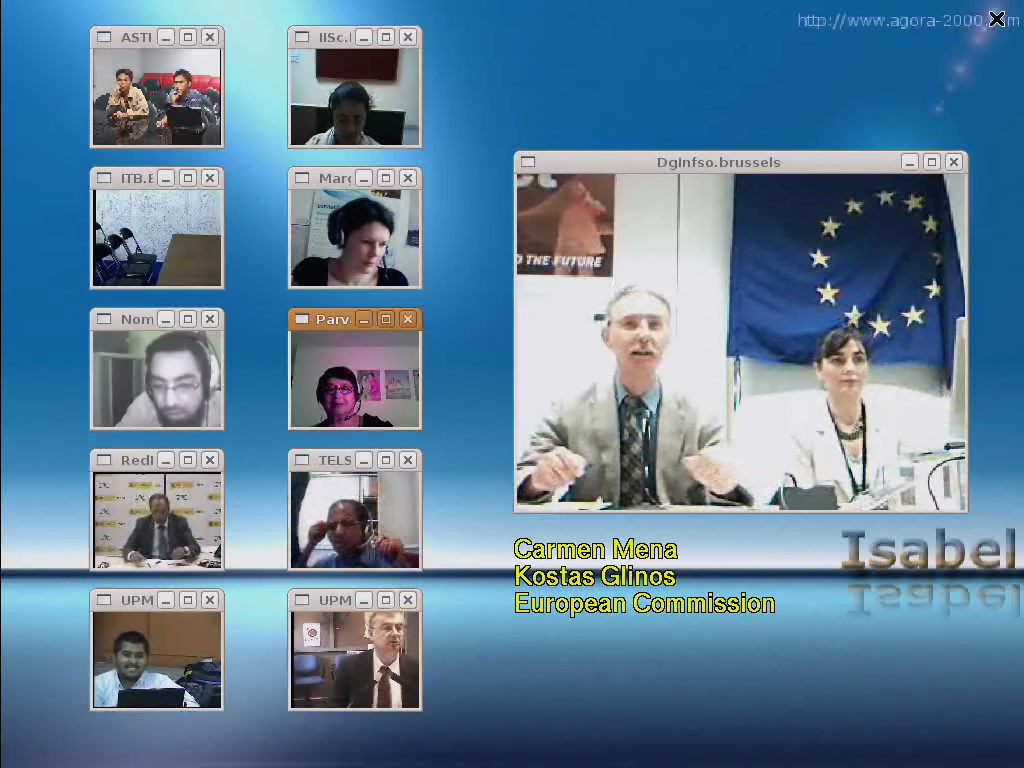 http://www.agora-2000.com
ASTI
IISc.I
ITB.E
Marc
Nom
Parv.
RedI
TELS
UPM
UPM
DgInfso.brussels
D THE FUTURE
Carmen Mena
Kostas Glinos
European Commission
Isabel